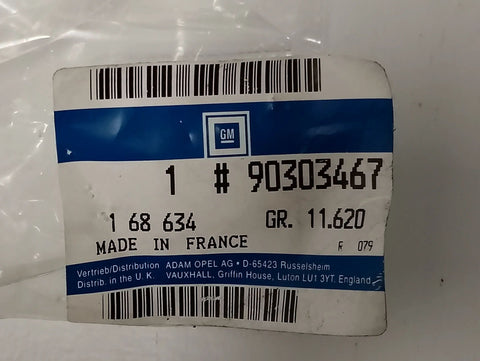 GM
1 # 90303467
1 68 634 GR. 11.620
MADE IN FRANCE R 079
Vertrieb/Distribution ADAM OPEL AG • D-65423 Russelsheim
Distrib. in the U. K. VAUXHALL, Griffin House, Luton LU1 3YT. England